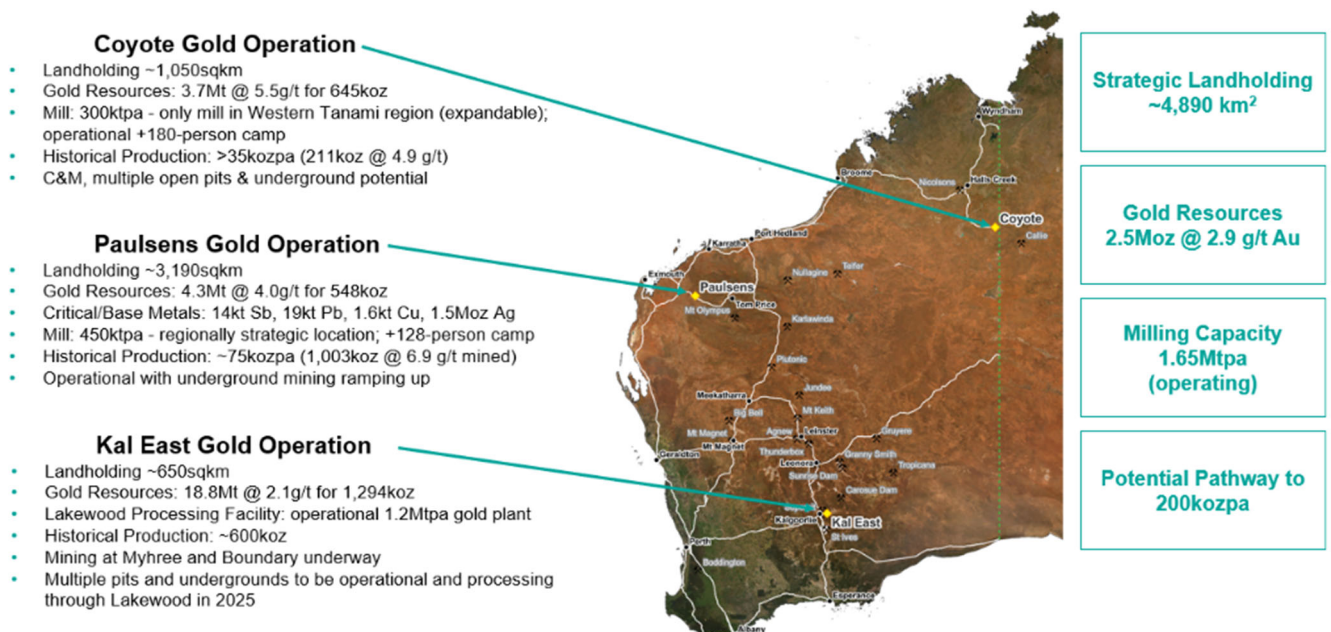 Coyote Gold Operation
• Landholding ~1,050sqkm
• Gold Resources: 3.7Mt @ 5.5g/t for 645koz
• Mill: 300ktpa - only mill in Western Tanami region (expandable);
operational +180-person camp
• Historical Production: >35kozpa (211koz @ 4.9 g/t)
• C&M, multiple open pits & underground potential
Paulsens Gold Operation
• Landholding ~3,190sqkm
• Gold Resources: 4.3Mt @ 4.0g/t for 548koz
• Critical/Base Metals: 14kt Sb, 19kt Pb, 1.6kt Cu, 1.5Moz Ag
• Mill: 450ktpa - regionally strategic location; +128-person camp
• Historical Production: ~75kozpa (1,003koz @ 6.9 g/t mined)
• Operational with underground mining ramping up
Kal East Gold Operation
• Landholding ~650sqkm
• Gold Resources: 18.8Mt @ 2.1g/t for 1,294koz
• Lakewood Processing Facility: operational 1.2Mtpa gold plant
• Historical Production: ~600koz
• Mining at Myhree and Boundary underway
• Multiple pits and undergrounds to be operational and processing
through Lakewood in 2025
Wyndham
Broome
Nicolsons
Halls Creek
Coyote
Callie
Port Hedland
Karratha
Exmouth
Nullagine
Telfer
Paulsens
Tom Price
Mt Olympus
Karlawinda
Plutonic
Jundee
Meekatharra
Big Bell
Mt Keith
Mt Magnet
Mt Magnet
Agnew
Leinster
Gruyere
Geraldton
Thunderbox
Leonora
Granny Smith
Sunrise Dam
Tropicana
Carosue Dam
Kalgoorlie
Kal East
St Ives
Perth
Boddington
Esperance
Albany
Strategic Landholding
~4,890 km²
Gold Resources
2.5Moz @ 2.9 g/t Au
Milling Capacity
1.65Mtpa
(operating)
Potential Pathway to
200kozpa